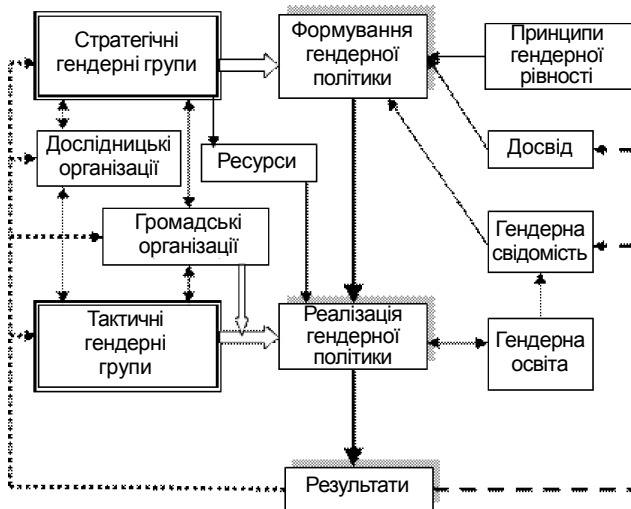 Стратегічні
гендерні групи
Формування
гендерної
політики
Принципи
гендерної
рівності
Дослідницькі
організації
Ресурси
Досвід
Громадські
організації
Гендерна
свідомість
Тактичні
гендерні
групи
Реалізація
гендерної
політики
Гендерна
освіта
Результати